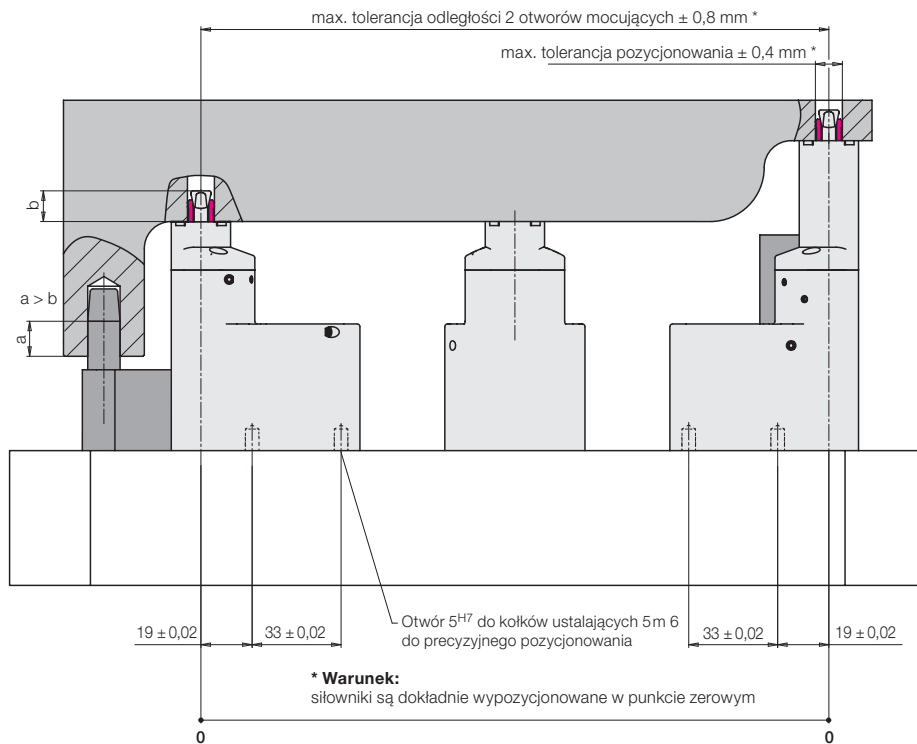 max. tolerancja odległości 2 otworów mocujących ± 0,8 mm *
max. tolerancja pozycjonowania ± 0,4 mm *
b
a > b
a
19 ± 0,02
33 ± 0,02
Otwór 5H7 do kołków ustalających 5 m 6
do precyzyjnego pozycjonowania
33 ± 0,02
19 ± 0,02
* Warunek:
siłowniki są dokładnie wypozycjonowane w punkcie zerowym
0
0